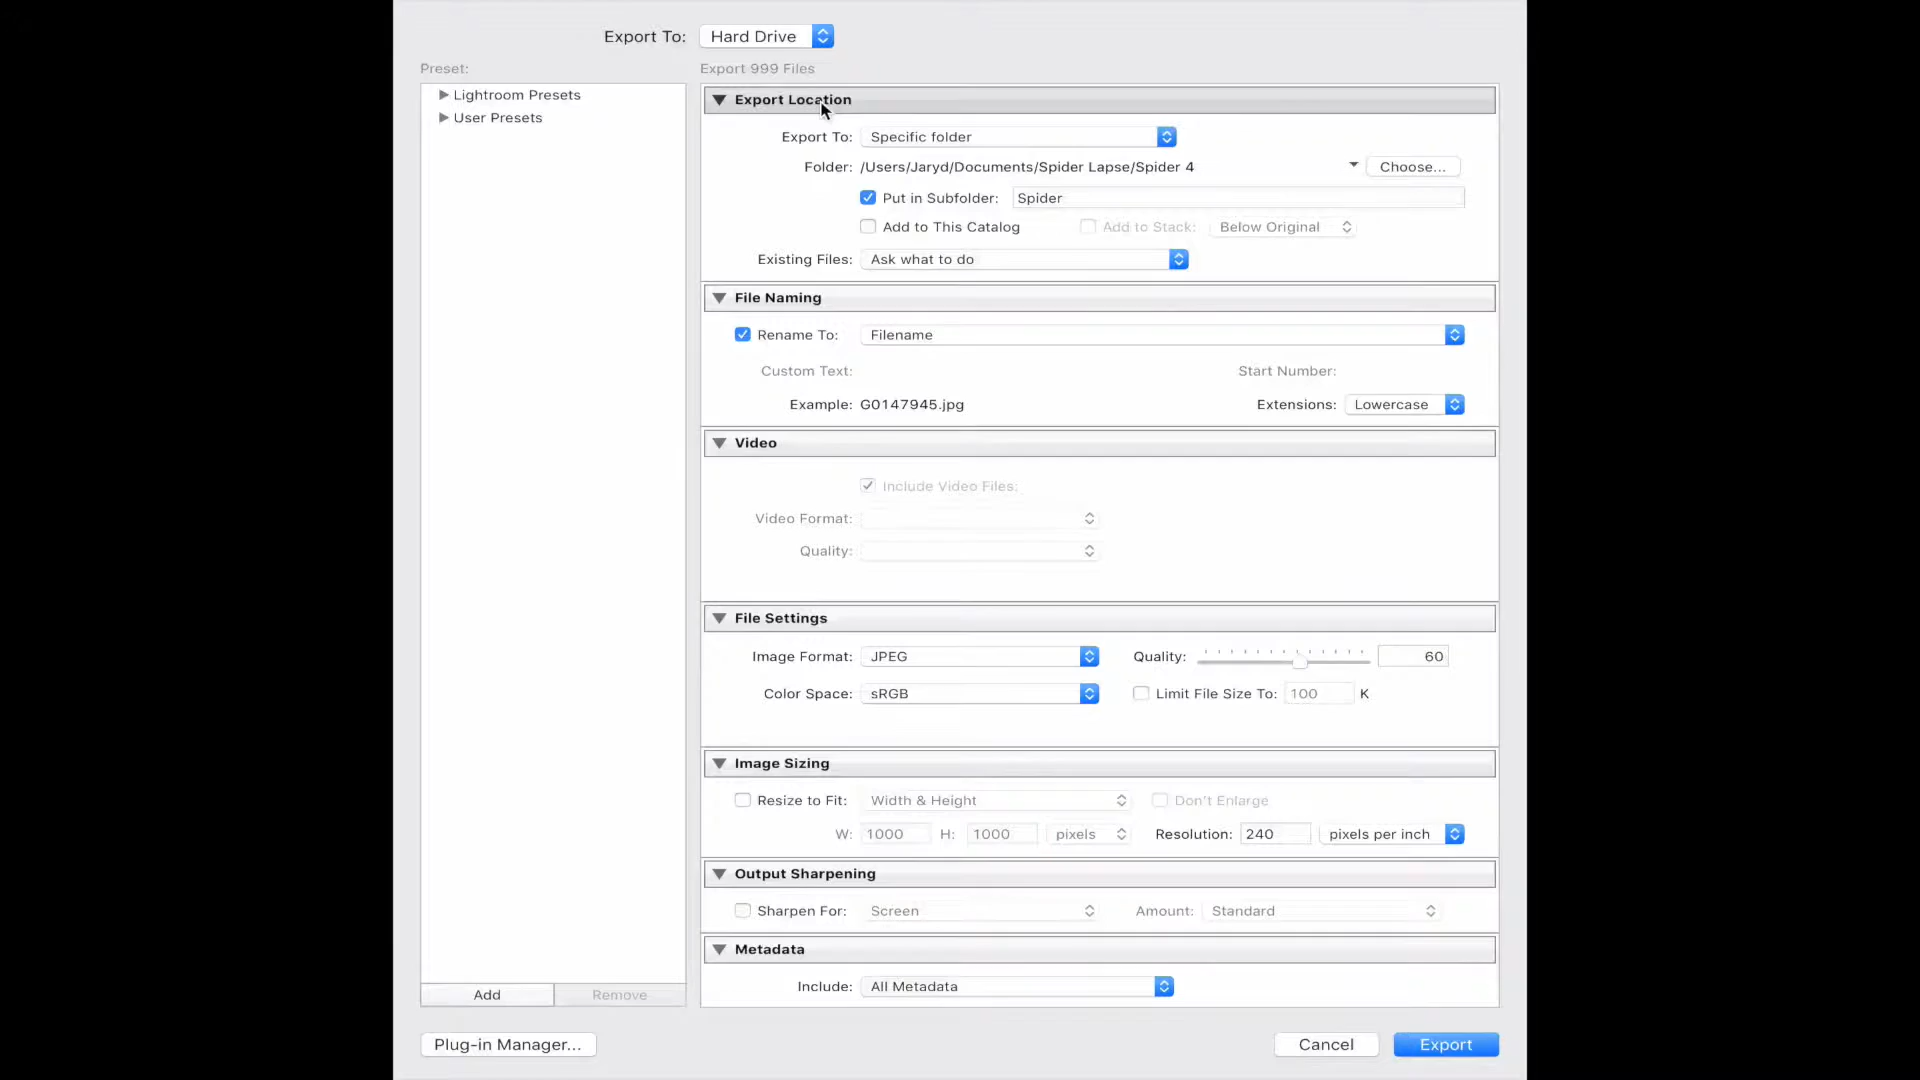 Export To: Hard Drive
Preset:
Export 999 Files
Lightroom Presets
User Presets
Export Location
Export To: Specific folder
Folder: /Users/Jaryd/Documents/Spider Lapse/Spider 4 Choose...
Put in Subfolder: Spider
Add to This Catalog Add to Stack: Below Original
Existing Files: Ask what to do
File Naming
Rename To: Filename
Custom Text: Start Number:
Example: G0147945.jpg Extensions: Lowercase
Video
Include Video Files:
Video Format:
Quality:
File Settings
Image Format: JPEG Quality: 60
Color Space: sRGB Limit File Size To: 100 K
Image Sizing
Resize to Fit: Width & Height Don't Enlarge
W: 1000 H: 1000 pixels Resolution: 240 pixels per inch
Output Sharpening
Sharpen For: Screen Amount: Standard
Metadata
Include: All Metadata
Add Remove
Plug-in Manager... Cancel Export